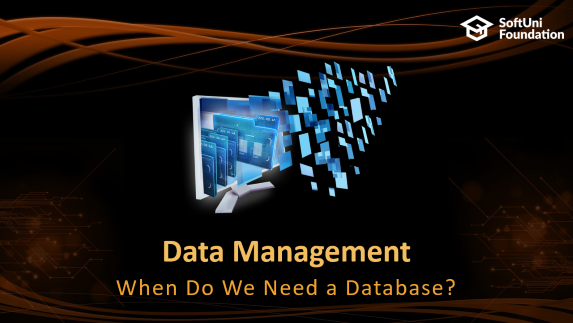 SoftUni
Foundation
Data Management
When Do We Need a Database?